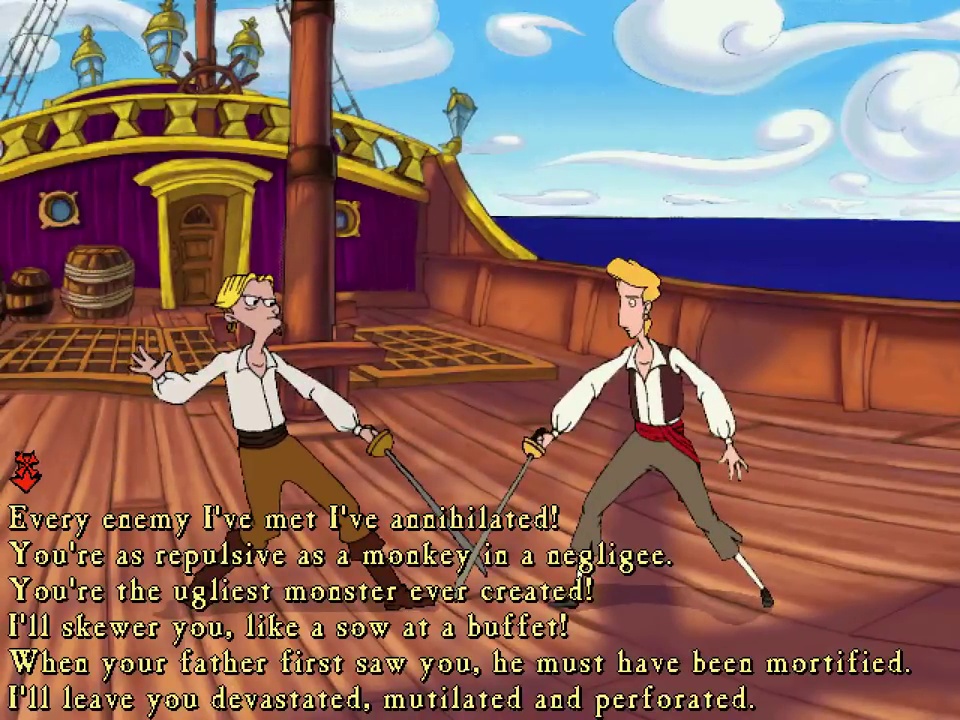 Every enemy I've met I've annihilated!
You're as repulsive as a monkey in a negligee.
You're the ugliest monster ever created!
I'll skewer you, like a sow at a buffet!
When your father first saw you, he must have been mortified.
I'll leave you devastated, mutilated and perforated.